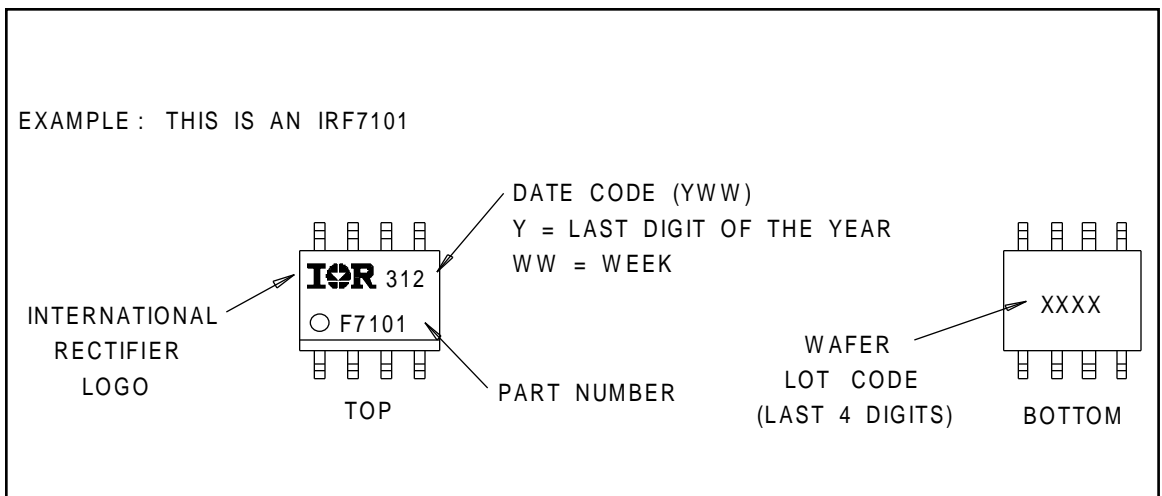 EXAMPLE: THIS IS AN IRF7101
DATE CODE (YWW)
Y = LAST DIGIT OF THE YEAR
WW = WEEK
IOR 312
F7101
INTERNATIONAL
RECTIFIER
LOGO
PART NUMBER
TOP
XXXX
WAFER
LOT CODE
(LAST 4 DIGITS)
BOTTOM